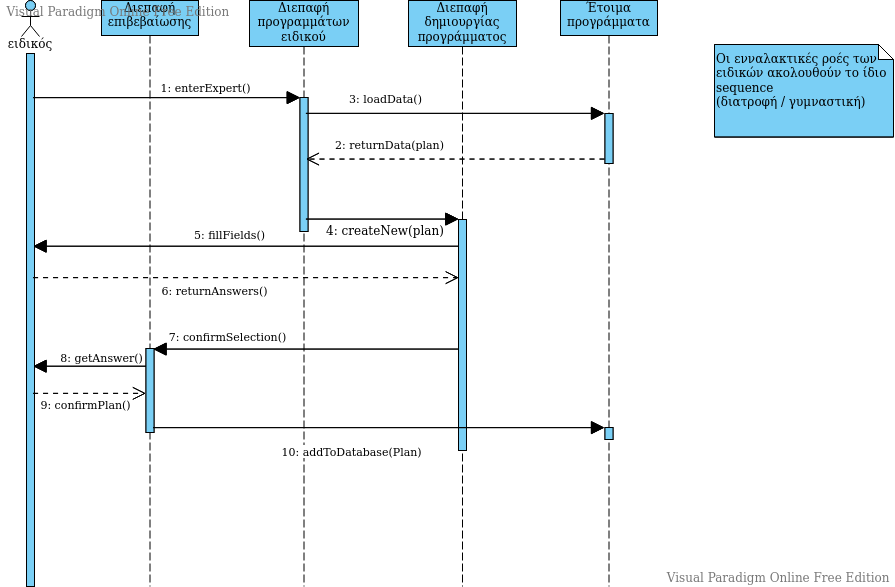 Visual Paradigm Online Free Edition
ειδικός
Διεπαφή
επιβεβαίωσης
Διεπαφή
προγραμμάτων
ειδικού
Διεπαφή
δημιουργίας
προγράμματος
Έτοιμα
προγράμματα
Οι ενναλακτικές ροές των
ειδικών ακολουθούν το ίδιο
sequence
(διατροφή / γυμναστική)
1: enterExpert()
3: loadData()
2: returnData(plan)
4: createNew(plan)
5: fillFields()
6: returnAnswers()
7: confirmSelection()
8: getAnswer()
9: confirmPlan()
10: addToDatabase(Plan)
Visual Paradigm Online Free Edition